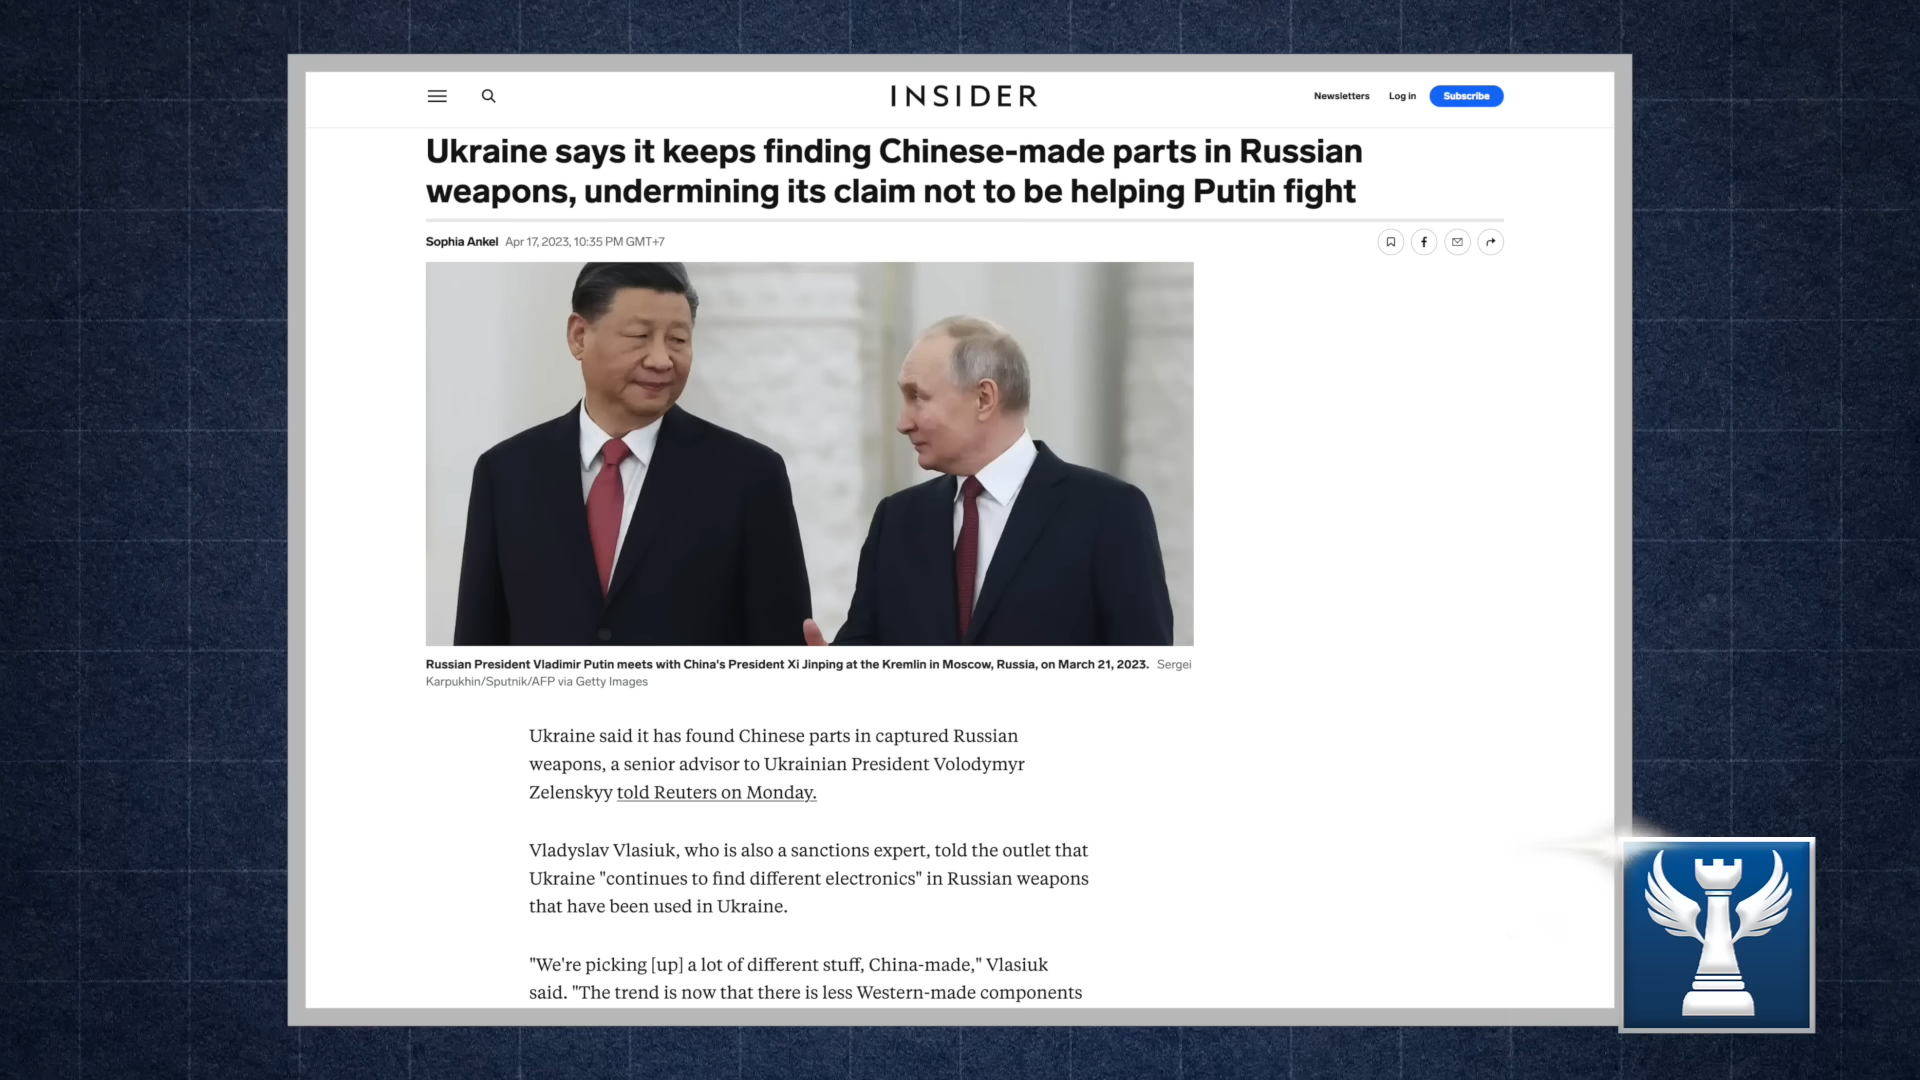 INSIDER
Newsletters
Log in
Subscribe
Ukraine says it keeps finding Chinese-made parts in Russian
weapons, undermining its claim not to be helping Putin fight
Sophia Ankel Apr 17, 2023, 10:35 PM GMT+7
Russian President Vladimir Putin meets with China's President Xi Jinping at the Kremlin in Moscow, Russia, on March 21, 2023. Sergei
Karpukhin/Sputnik/AFP via Getty Images
Ukraine said it has found Chinese parts in captured Russian
weapons, a senior advisor to Ukrainian President Volodymyr
Zelenskyy told Reuters on Monday.
Vladyslav Vlasiuk, who is also a sanctions expert, told the outlet that
Ukraine "continues to find different electronics" in Russian weapons
that have been used in Ukraine.
"We're picking [up] a lot of different stuff, China-made," Vlasiuk
said. "The trend is now that there is less Western-made components